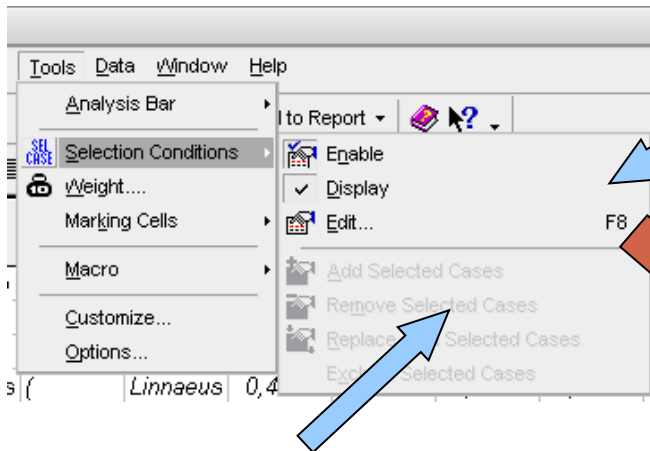 Tools Data Window Help
Analysis Bar
to Report
SEL CASE Selection Conditions
Enable
Weight....
Display
Marking Cells
Edit... F8
Macro
Add Selected Cases
Remove Selected Cases
Customize...
Replace Selected Cases
Options...
Selected Cases
s ( Linnaeus 0,4